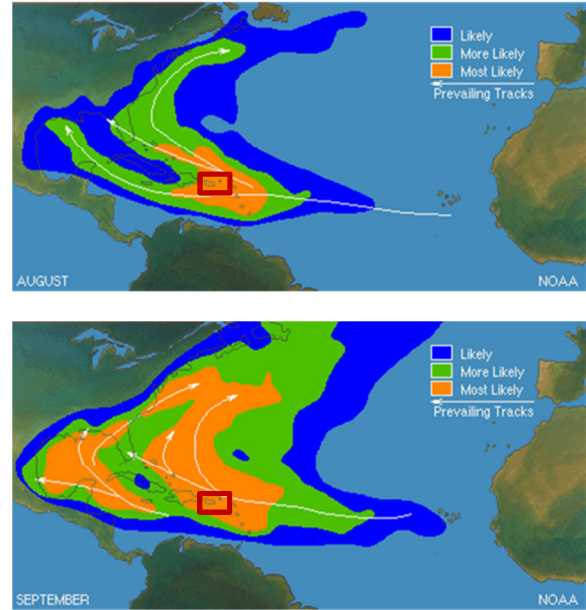 Likely
More Likely
Most Likely
Prevailing Tracks
AUGUST
NOAA
Likely
More Likely
Most Likely
Prevailing Tracks
SEPTEMBER
NOAA